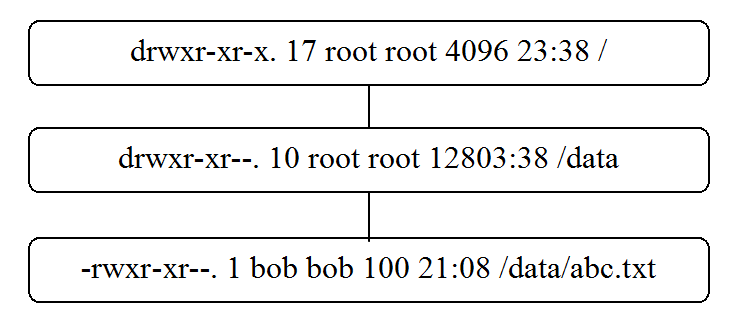 drwxr-xr-x. 17 root root 4096 23:38 /
drwxr-xr--. 10 root root 12803:38 /data
-rwxr-xr--. 1 bob bob 100 21:08 /data/abc.txt